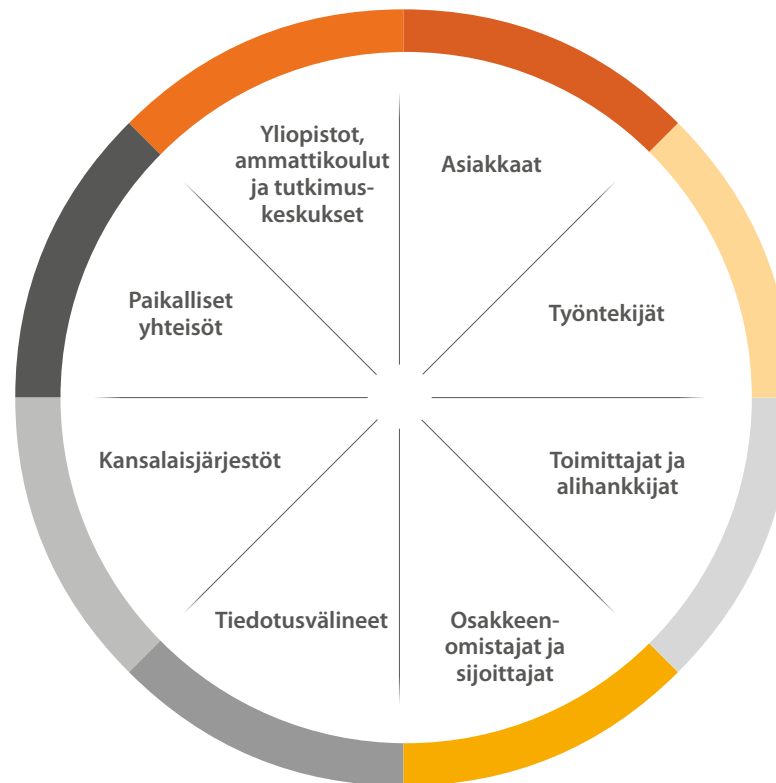 Yliopistot,
ammattikoulut
ja tutkimus-
keskukset
Asiakkaat
Työntekijät
Toimittajat ja
alihankkijat
Osakkeen-
omistajat ja
sijoittajat
Tiedotusvälineet
Kansalaisjärjestöt
Paikalliset
yhteisöt